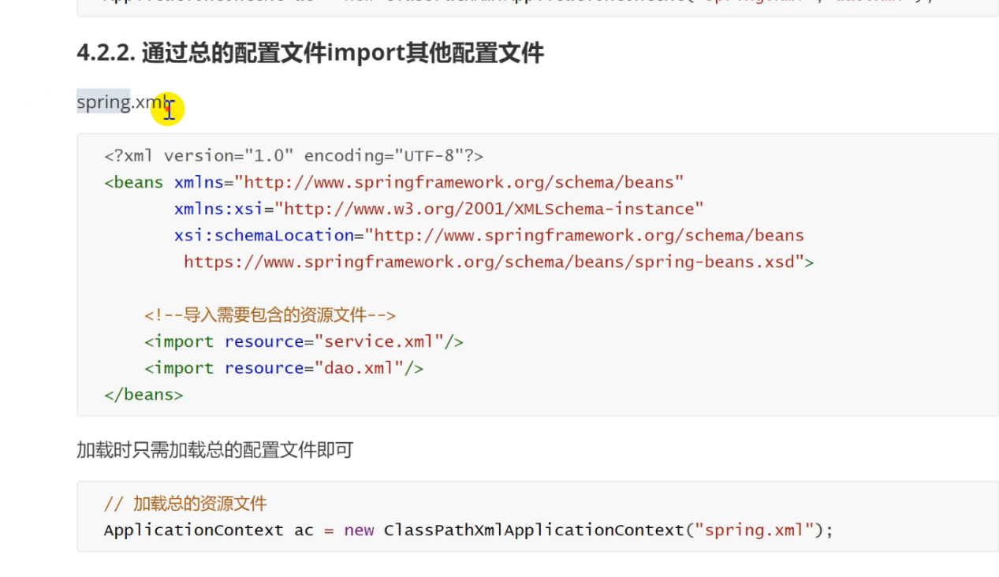 4.2.2. 通过总的配置文件import其他配置文件
spring.xml
<?xml version="1.0" encoding="UTF-8"?>
<beans xmlns="http://www.springframework.org/schema/beans"
xmlns:xsi="http://www.w3.org/2001/XMLSchema-instance"
xsi:schemaLocation="http://www.springframework.org/schema/beans
https://www.springframework.org/schema/beans/spring-beans.xsd">
<!--导入需要包含的资源文件-->
<import resource="service.xml"/>
<import resource="dao.xml"/>
</beans>
加载时只需加载总的配置文件即可
// 加载总的资源文件
ApplicationContext ac = new ClassPathXmlApplicationContext("spring.xml");